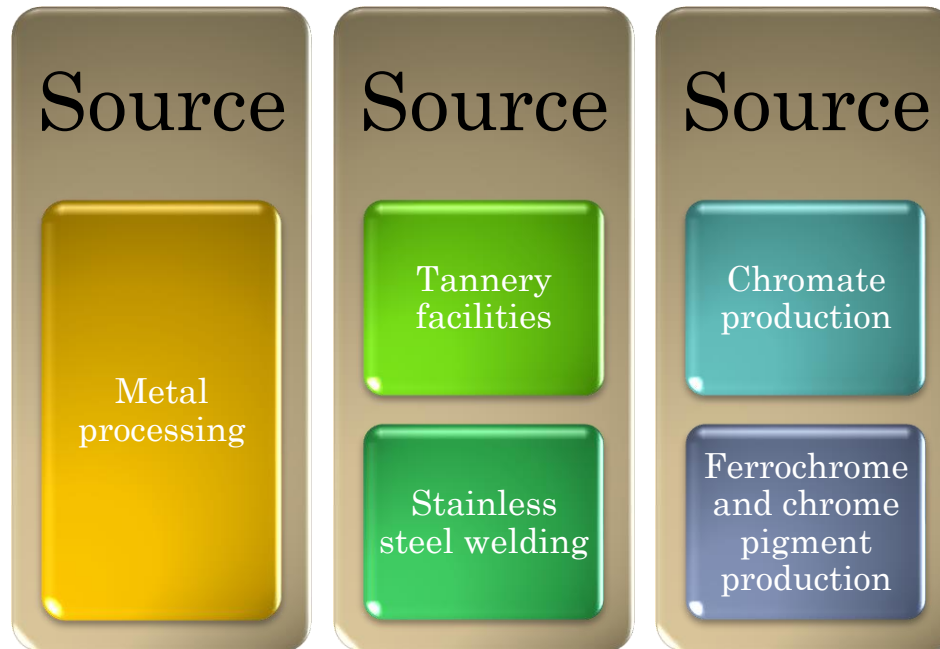 Source
Metal
processing
Source
Tannery
facilities
Stainless
steel welding
Source
Chromate
production
Ferrochrome
and chrome
pigment
production